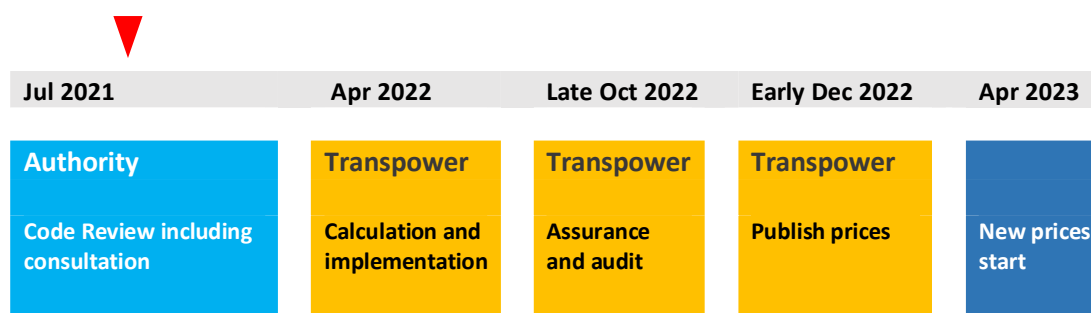 Jul 2021 Apr 2022 Late Oct 2022 Early Dec 2022 Apr 2023
Authority Transpower Transpower Transpower
Code Review including Calculation and Assurance Publish prices New prices
consultation implementation and audit start